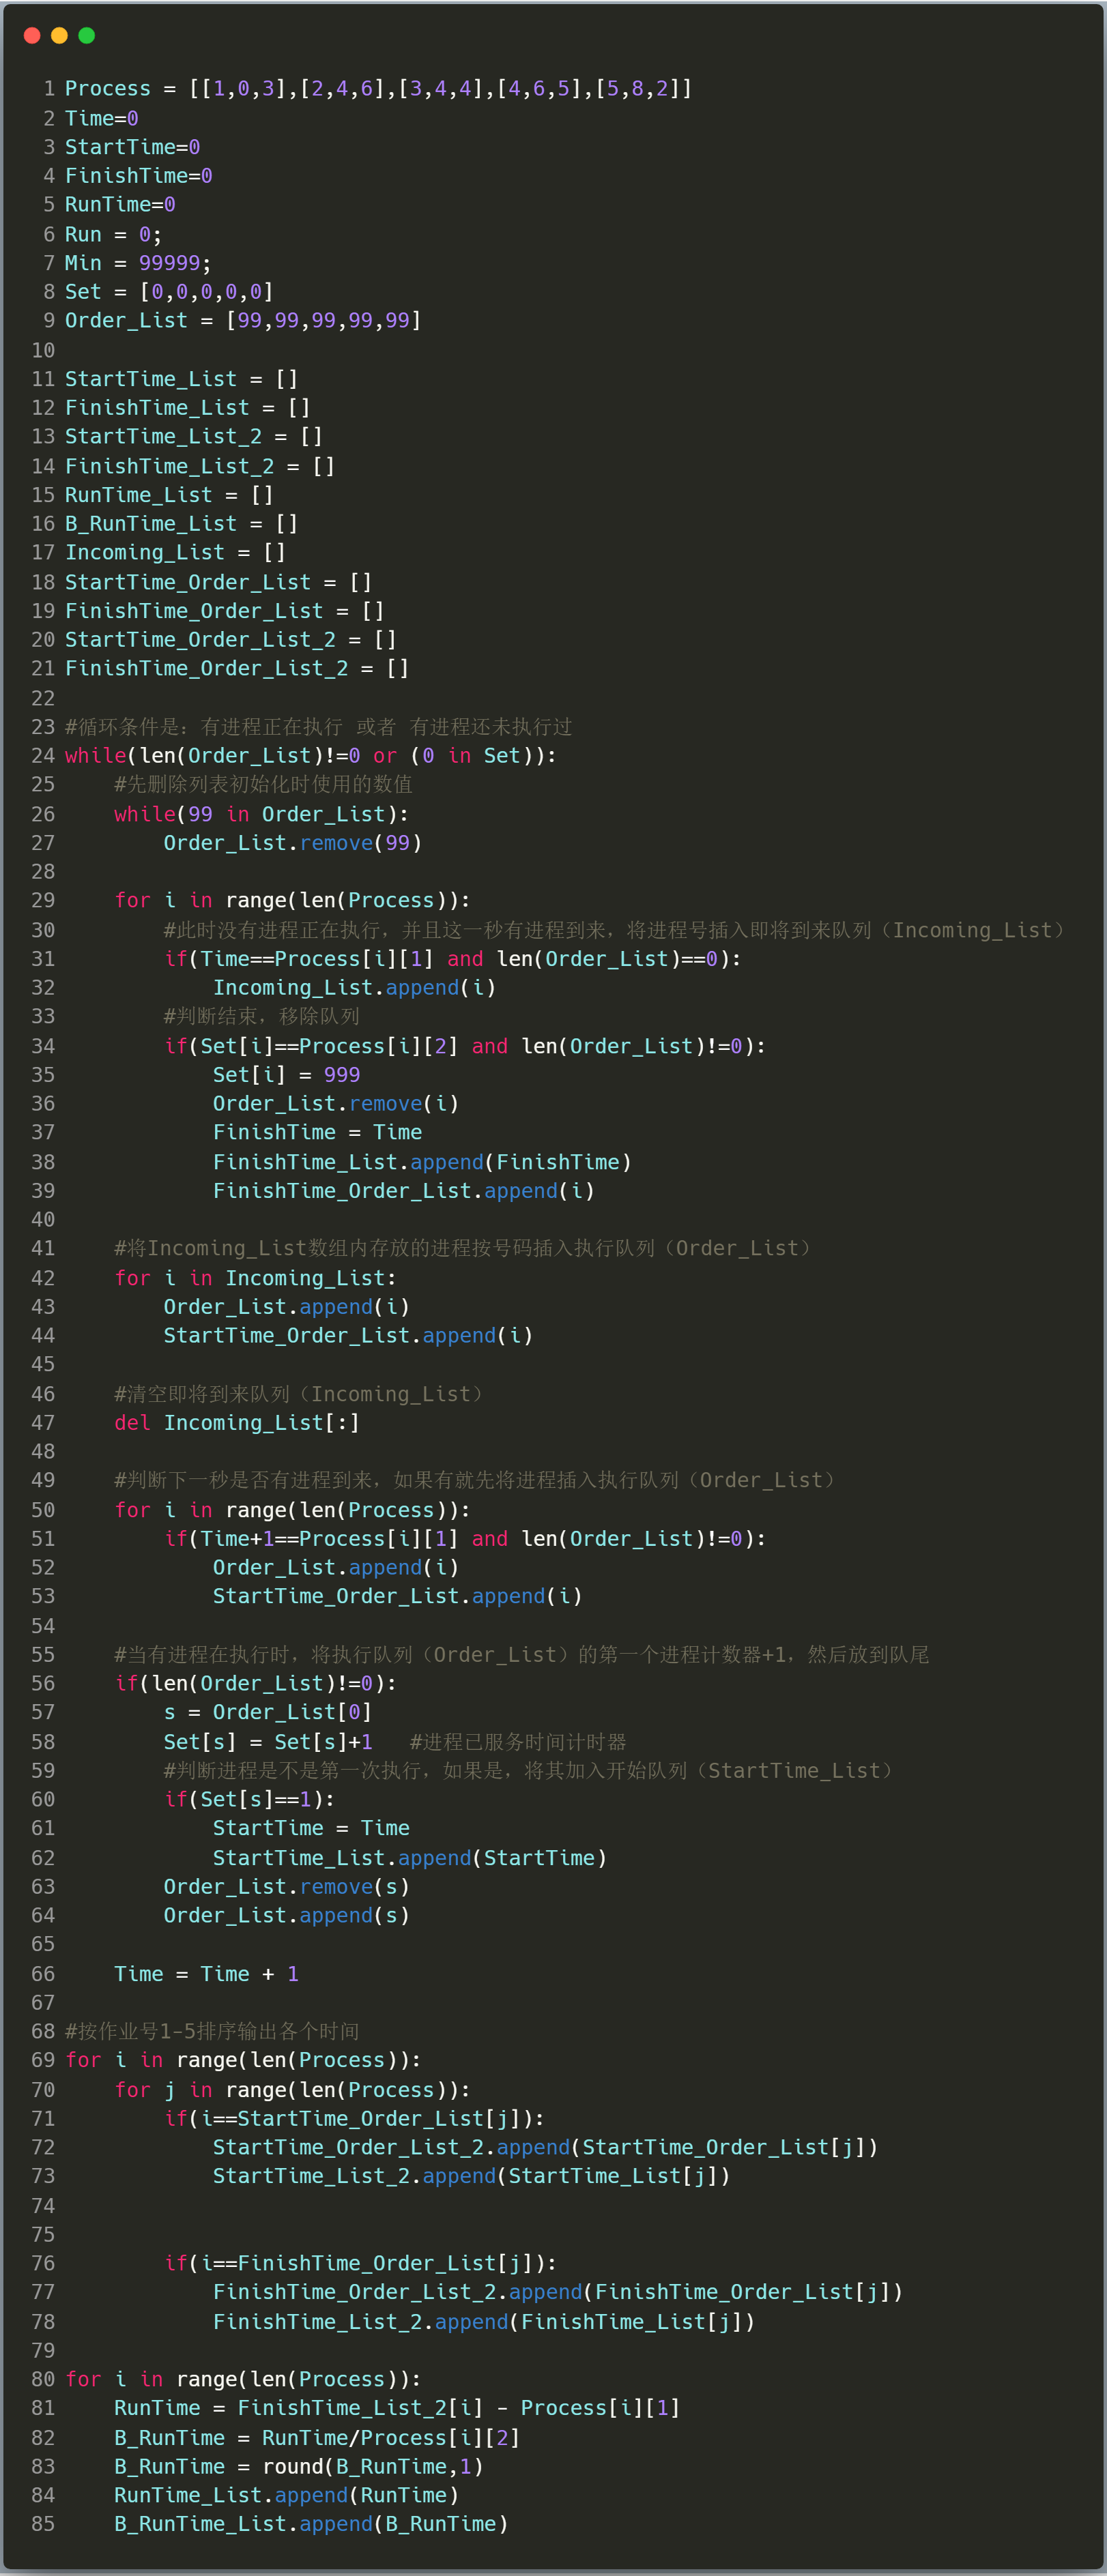 1 Process = [[1,0,3],[2,4,6],[3,4,4],[4,6,5],[5,8,2]]
2 Time=0
3 StartTime=0
4 FinishTime=0
5 RunTime=0
6 Run = 0;
7 Min = 99999;
8 Set = [0,0,0,0,0]
9 Order_List = [99,99,99,99,99]
10
11 StartTime_List = []
12 FinishTime_List = []
13 StartTime_List_2 = []
14 FinishTime_List_2 = []
15 RunTime_List = []
16 B_RunTime_List = []
17 Incoming_List = []
18 StartTime_Order_List = []
19 FinishTime_Order_List = []
20 StartTime_Order_List_2 = []
21 FinishTime_Order_List_2 = []
22
23 #循环条件是：有进程正在执行 或者 有进程还未执行过
24 while(len(Order_List)!=0 or (0 in Set)):
25     #先删除列表初始化时使用的数值
26     while(99 in Order_List):
27         Order_List.remove(99)
28
29     for i in range(len(Process)):
30         #此时没有进程正在执行，并且这一秒有进程到来，将进程号插入即将到来队列（Incoming_List）
31         if(Time==Process[i][1] and len(Order_List)==0):
32             Incoming_List.append(i)
33         #判断结束，移除队列
34         if(Set[i]==Process[i][2] and len(Order_List)!=0):
35             Set[i] = 999
36             Order_List.remove(i)
37             FinishTime = Time
38             FinishTime_List.append(FinishTime)
39             FinishTime_Order_List.append(i)
40
41     #将Incoming_List数组内存放的进程按号码插入执行队列（Order_List）
42     for i in Incoming_List:
43         Order_List.append(i)
44         StartTime_Order_List.append(i)
45
46     #清空即将到来队列（Incoming_List）
47     del Incoming_List[:]
48
49     #判断下一秒是否有进程到来，如果有就先将进程插入执行队列（Order_List）
50     for i in range(len(Process)):
51         if(Time+1==Process[i][1] and len(Order_List)!=0):
52             Order_List.append(i)
53             StartTime_Order_List.append(i)
54
55     #当有进程在执行时，将执行队列（Order_List）的第一个进程计数器+1，然后放到队尾
56     if(len(Order_List)!=0):
57         s = Order_List[0]
58         Set[s] = Set[s]+1   #进程已服务时间计时器
59         #判断进程是不是第一次执行，如果是，将其加入开始队列（StartTime_List）
60         if(Set[s]==1):
61             StartTime = Time
62             StartTime_List.append(StartTime)
63         Order_List.remove(s)
64         Order_List.append(s)
65
66     Time = Time + 1
67
68 #按作业号1-5排序输出各个时间
69 for i in range(len(Process)):
70     for j in range(len(Process)):
71         if(i==StartTime_Order_List[j]):
72             StartTime_Order_List_2.append(StartTime_Order_List[j])
73             StartTime_List_2.append(StartTime_List[j])
74
75
76         if(i==FinishTime_Order_List[j]):
77             FinishTime_Order_List_2.append(FinishTime_Order_List[j])
78             FinishTime_List_2.append(FinishTime_List[j])
79
80 for i in range(len(Process)):
81     RunTime = FinishTime_List_2[i] - Process[i][1]
82     B_RunTime = RunTime/Process[i][2]
83     B_RunTime = round(B_RunTime,1)
84     RunTime_List.append(RunTime)
85     B_RunTime_List.append(B_RunTime)